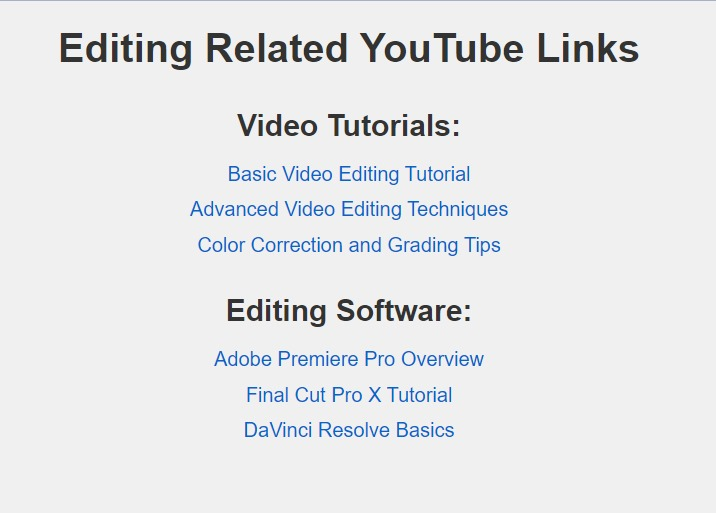 Editing Related YouTube Links
Video Tutorials:
Basic Video Editing Tutorial
Advanced Video Editing Techniques
Color Correction and Grading Tips
Editing Software:
Adobe Premiere Pro Overview
Final Cut Pro X Tutorial
DaVinci Resolve Basics